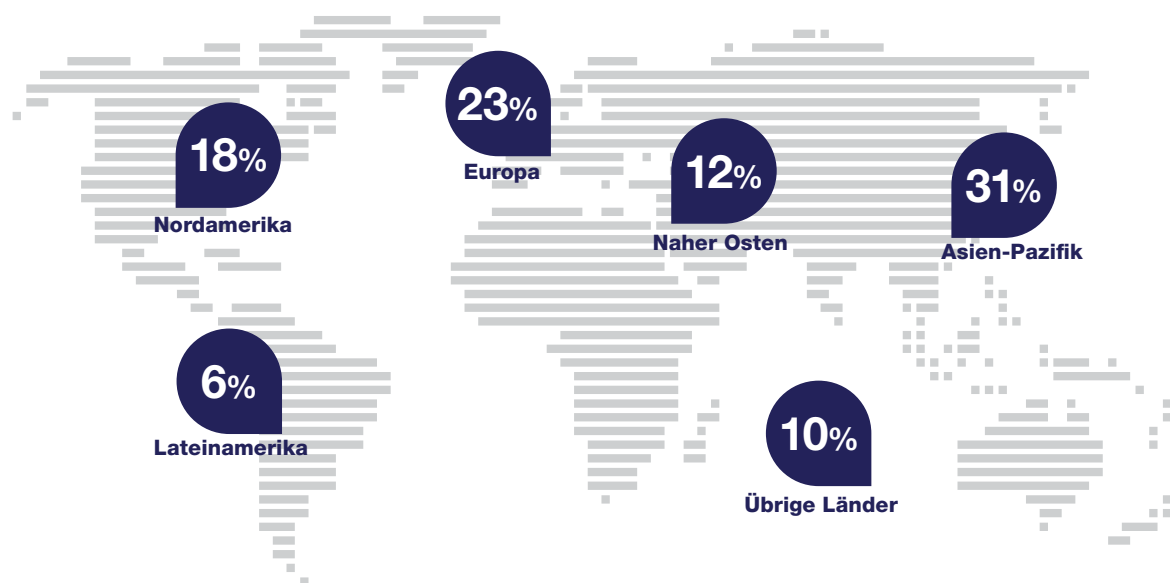 23%
Europa
18%
Nordamerika
12%
Naher Osten
31%
Asien-Pazifik
6%
Lateinamerika
10%
Übrige Länder